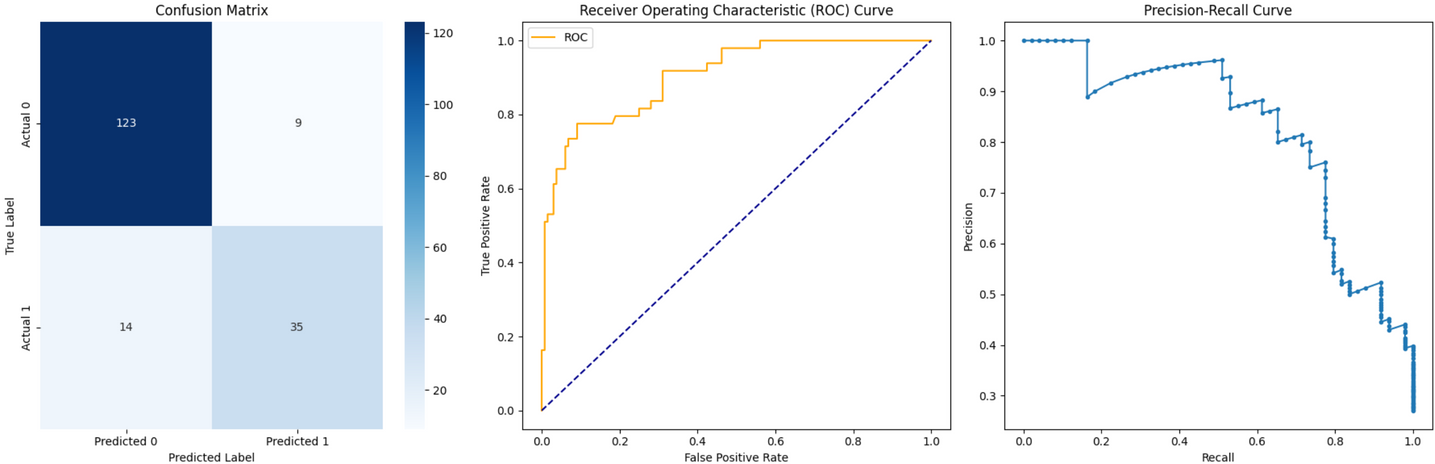 Confusion Matrix
Actual 0
Actual 1
True Label
123
9
14
35
Predicted 0
Predicted 1
Predicted Label
120
100
80
60
40
20
Receiver Operating Characteristic (ROC) Curve
ROC
True Positive Rate
1.0
0.8
0.6
0.4
0.2
0.0
0.0
0.2
0.4
0.6
0.8
1.0
False Positive Rate
Precision-Recall Curve
Precision
1.0
0.9
0.8
0.7
0.6
0.5
0.4
0.3
0.0
0.2
0.4
0.6
0.8
1.0
Recall